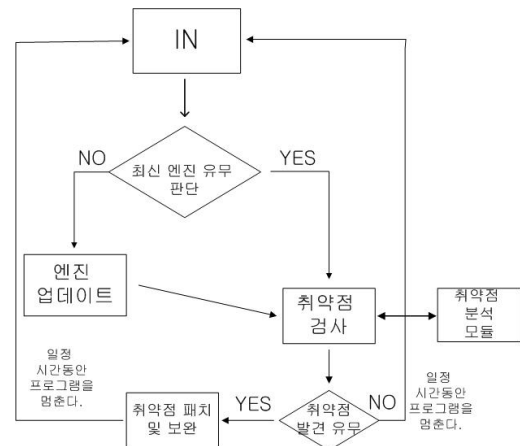 IN
NO
YES
최신 엔진 유무
판단
엔진
업데이트
취약점
검사
취약점
분석
모듈
일정
시간동안
프로그램을
멈춘다.
취약점 패치
및 보완
YES
취약점
발견 유무
NO
일정
시간동안
프로그램을
멈춘다.